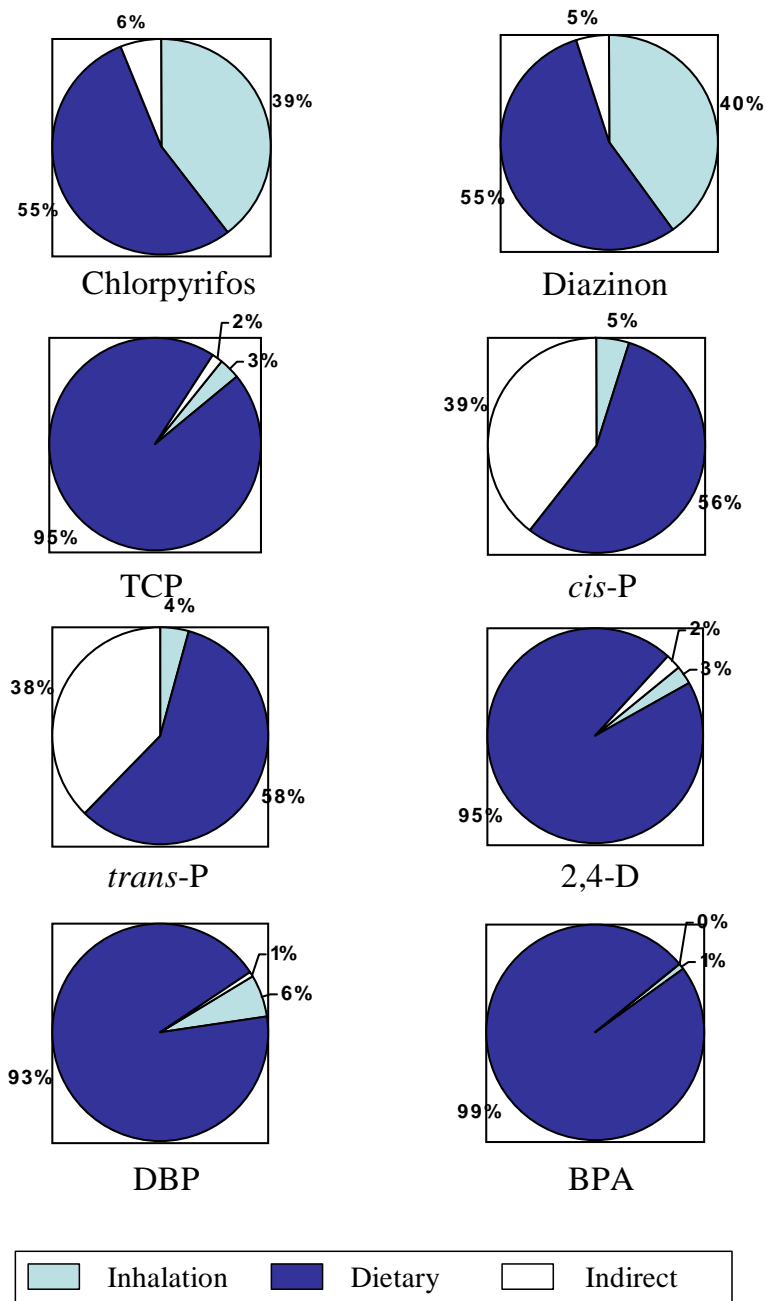 6%
39%
55%
Chlorpyrifos
5%
40%
55%
Diazinon
2%
3%
95%
TCP
5%
39%
56%
cis-P
4%
38%
58%
trans-P
2%
3%
95%
2,4-D
1%
6%
93%
DBP
0%
1%
99%
BPA
Inhalation Dietary Indirect